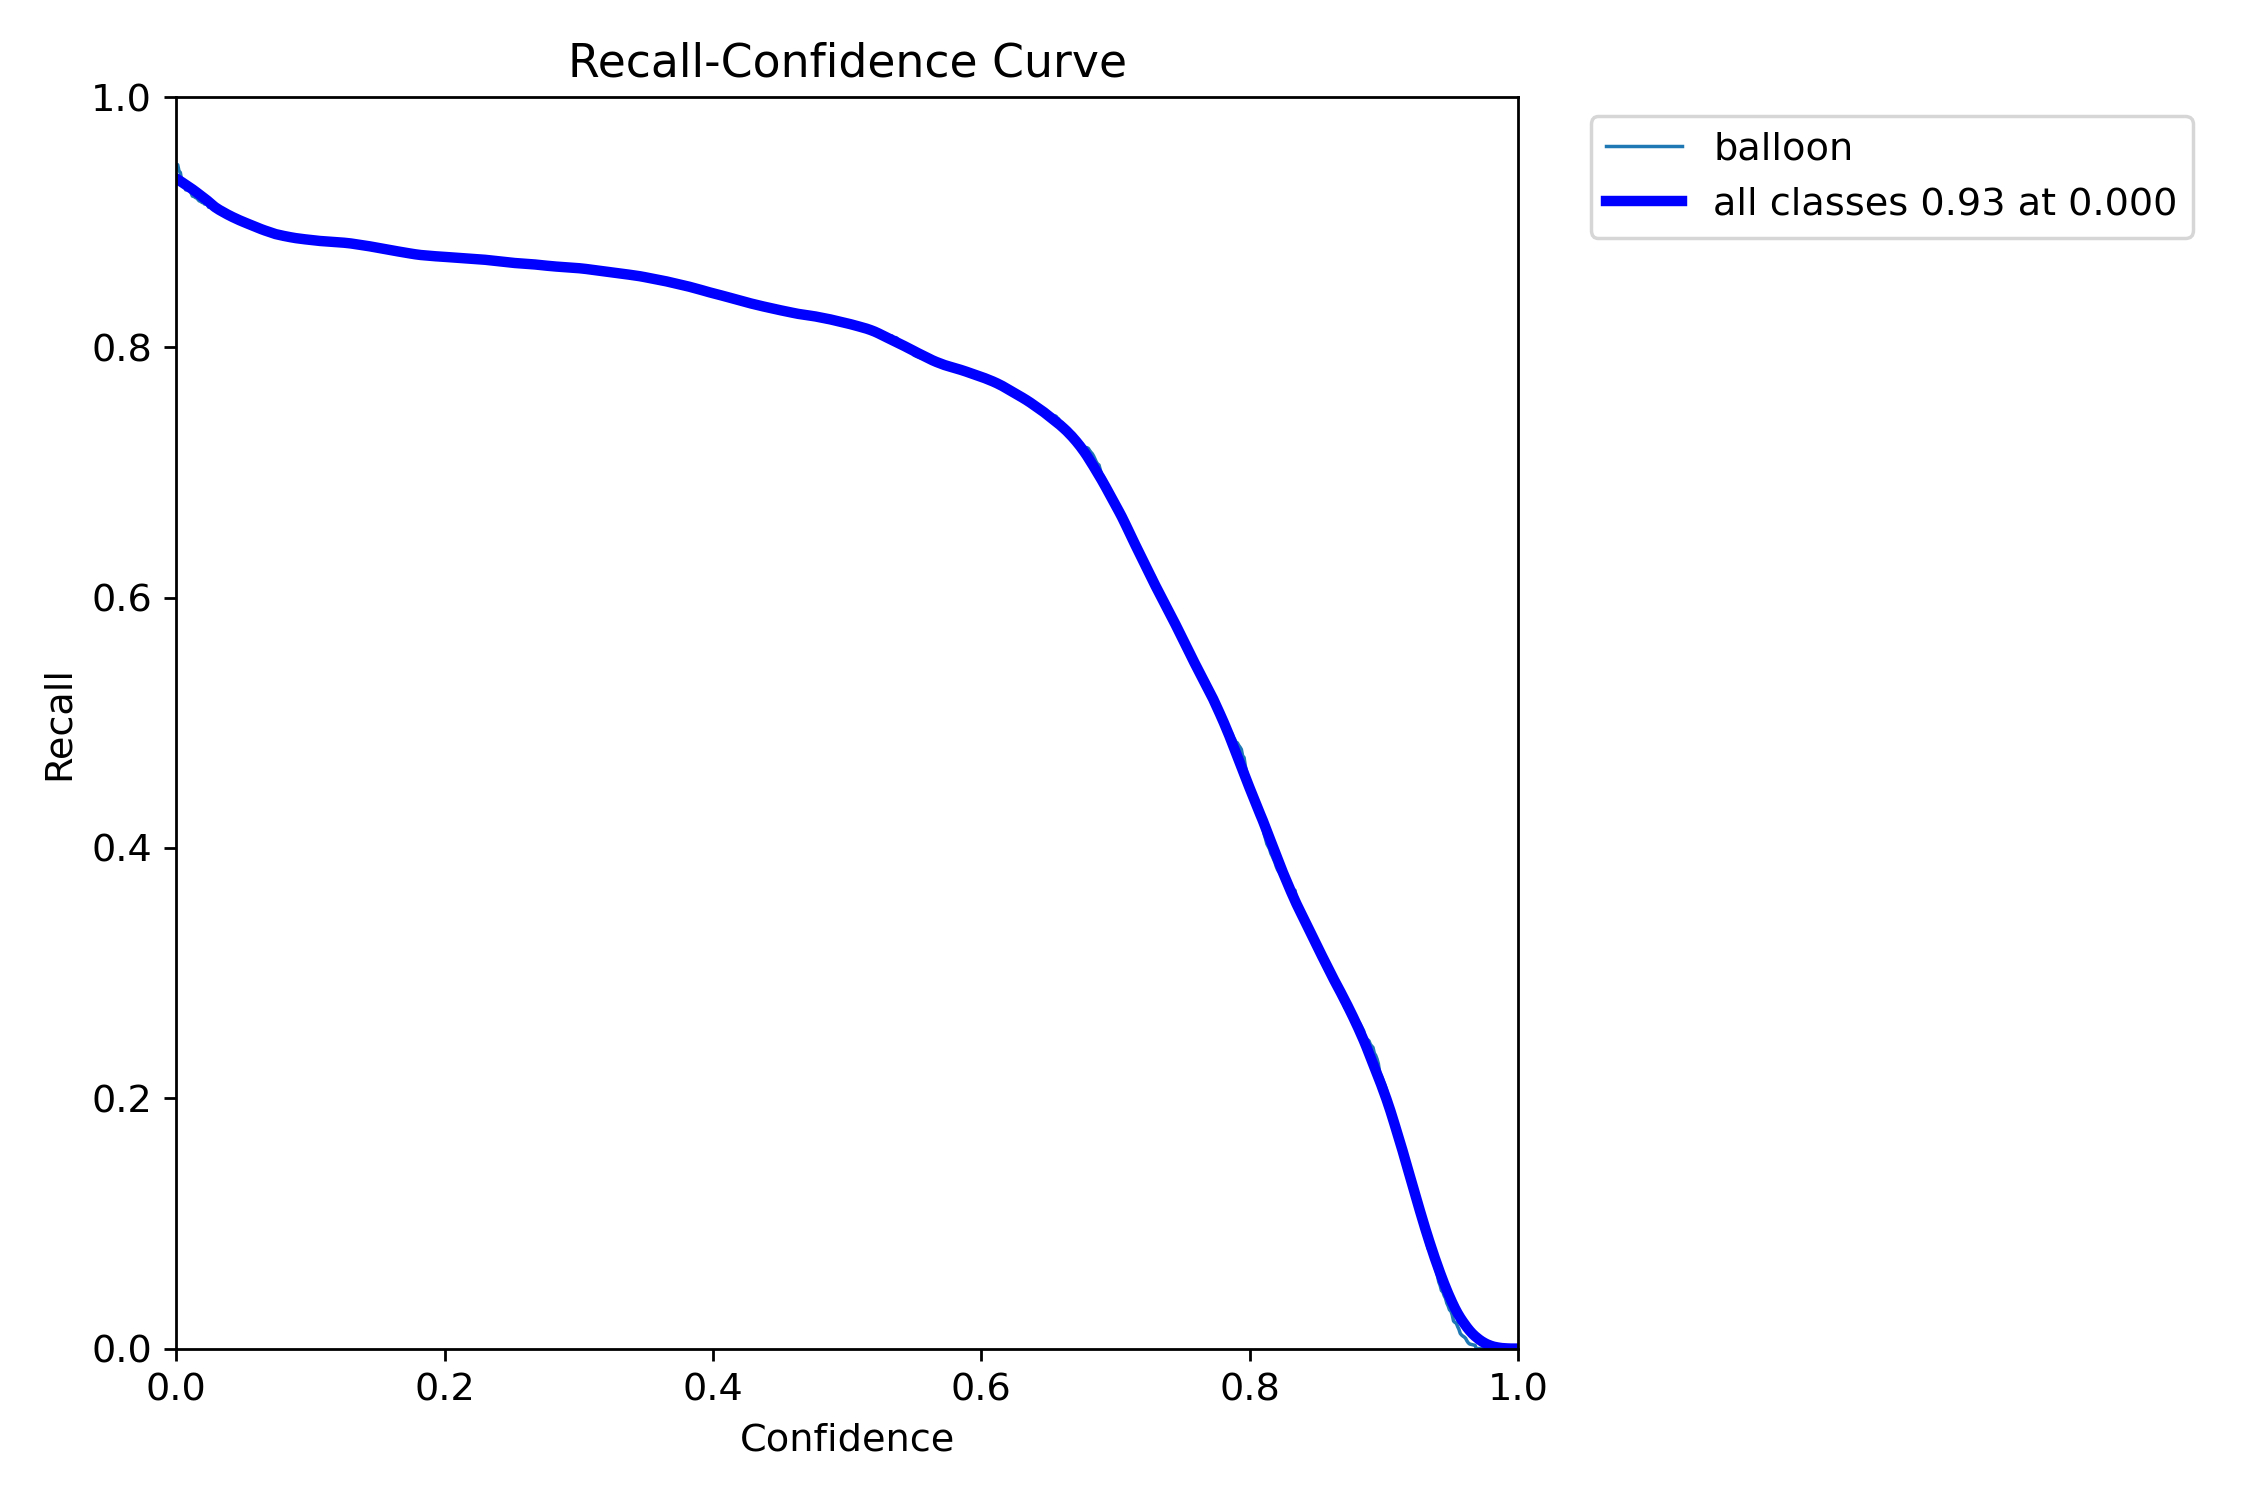 Recall-Confidence Curve
balloon
all classes 0.93 at 0.000
1.0
0.8
0.6
0.4
0.2
0.0
Recall
0.0 0.2 0.4 0.6 0.8 1.0
Confidence